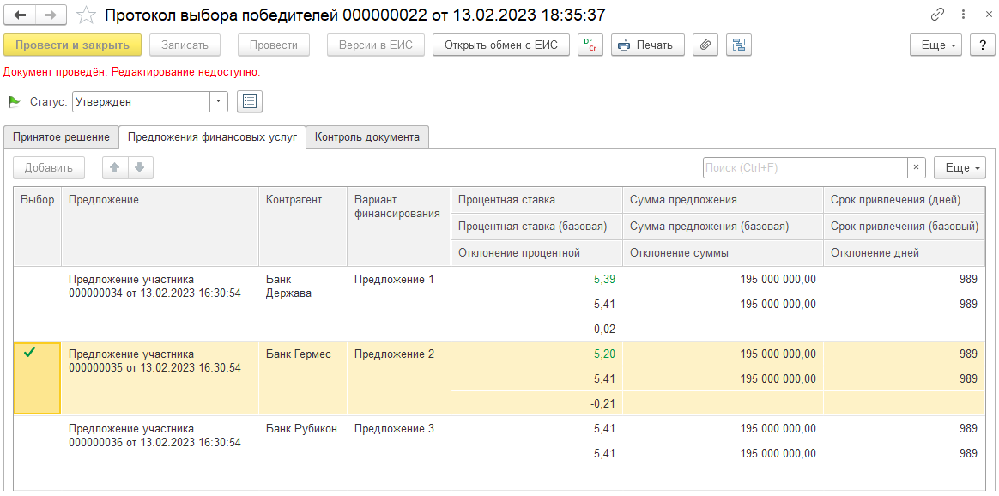 Протокол выбора победителей 000000022 от 13.02.2023 18:35:37
Провести и закрыть Записать Провести Версии в ЕИС Открыть обмен с ЕИС Dr Cr Печать Еще ?
Документ проведён. Редактирование недоступно.
Статус: Утвержден
Принятое решение Предложения финансовых услуг Контроль документа
Добавить Поиск (Ctrl+F) × Еще
Выбор Предложение Контрагент Вариант финансирования Процентная ставка Сумма предложения Срок привлечения (дней)
Процентная ставка (базовая) Сумма предложения (базовая) Срок привлечения (базовый)
Отклонение процентной Отклонение суммы Отклонение дней
Предложение участника Банк Предложение 1 5,39 195 000 000,00 989
000000034 от 13.02.2023 16:30:54 Держава
5,41 195 000 000,00 989
-0,02
Предложение участника Банк Гермес Предложение 2 5,20 195 000 000,00 989
000000035 от 13.02.2023 16:30:54
5,41 195 000 000,00 989
-0,21
Предложение участника Банк Рубикон Предложение 3 5,41 195 000 000,00 989
000000036 от 13.02.2023 16:30:54
5,41 195 000 000,00 989